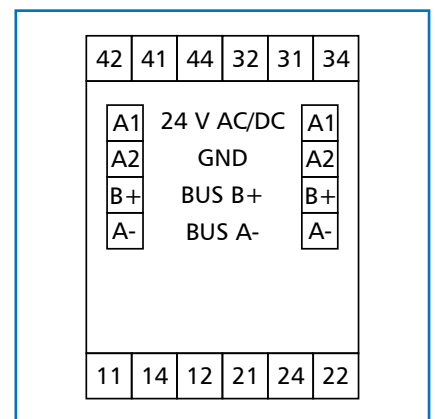 42 41 44 32 31 34
A1 24 V AC/DC A1
A2 GND A2
B+ BUS B+ B+
A- BUS A- A-
11 14 12 21 24 22